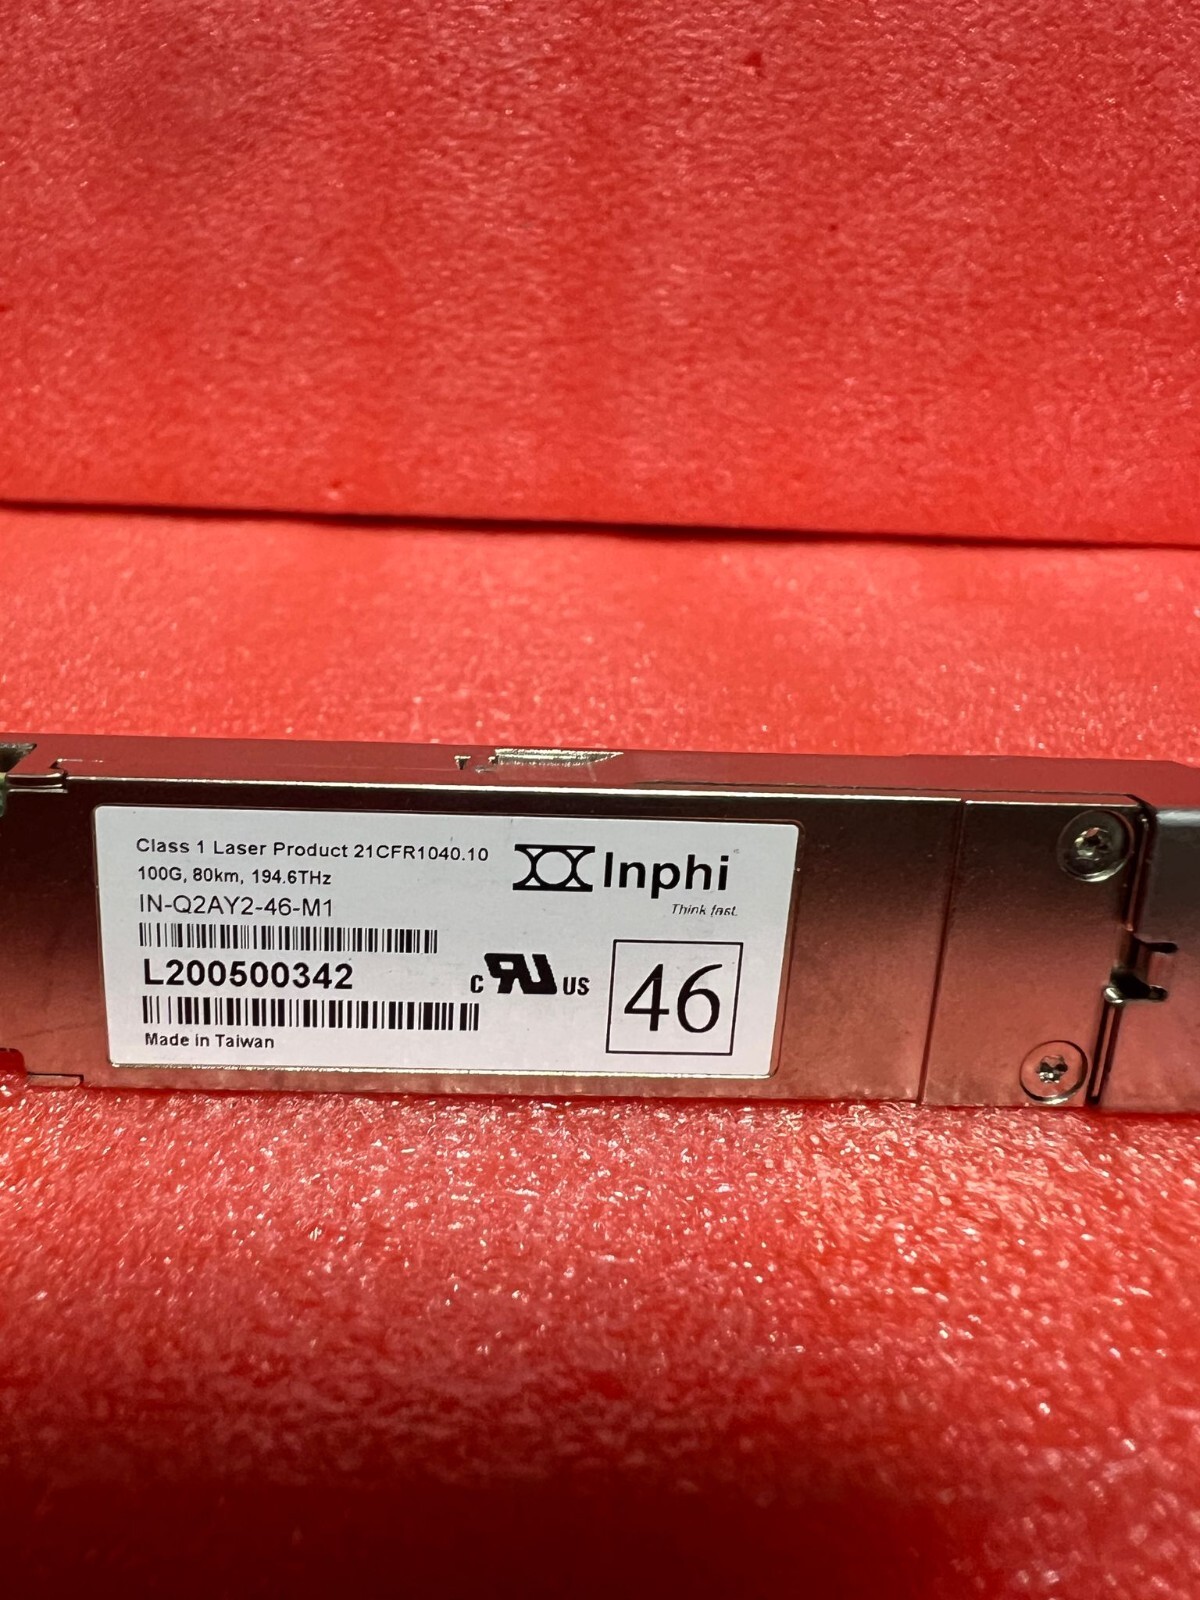 Class 1 Laser Product 21CFR1040.10
100G, 80km, 194.6THz
IN-Q2AY2-46-M1
L200500342
Made in Taiwan
Inphi
Think fast.
c RU US
46